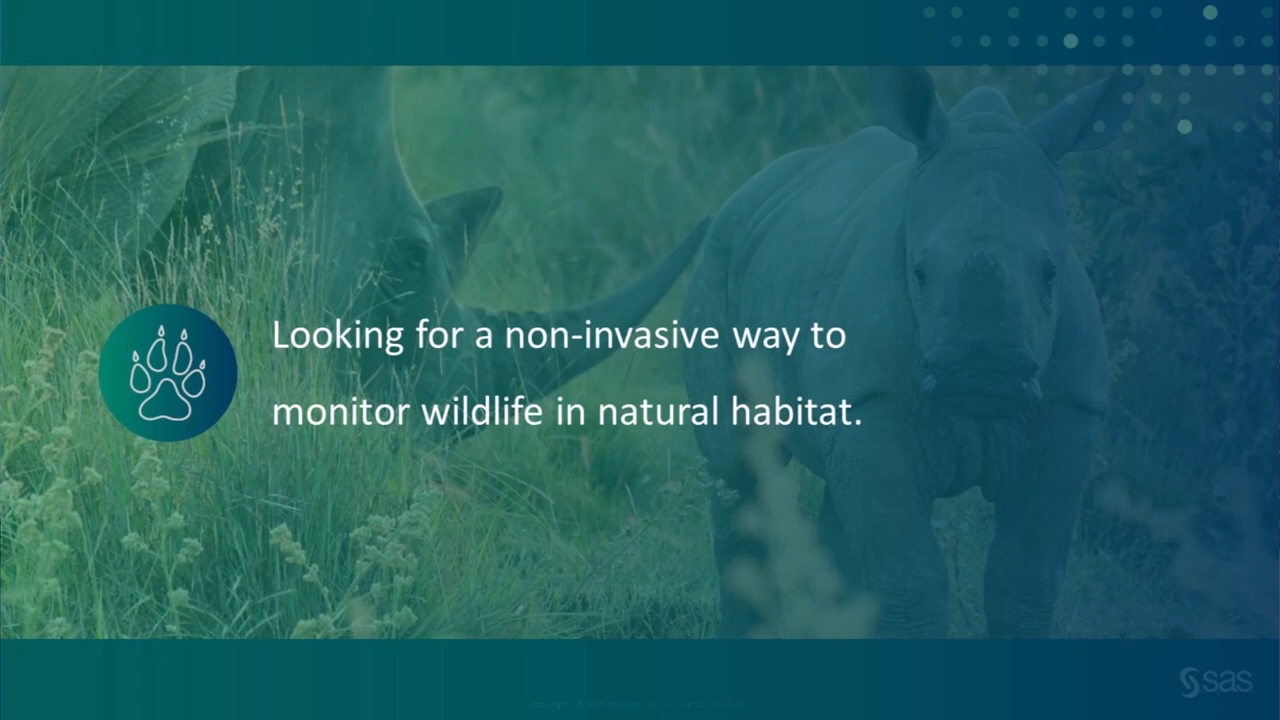 Looking for a non-invasive way to
monitor wildlife in natural habitat.
sas